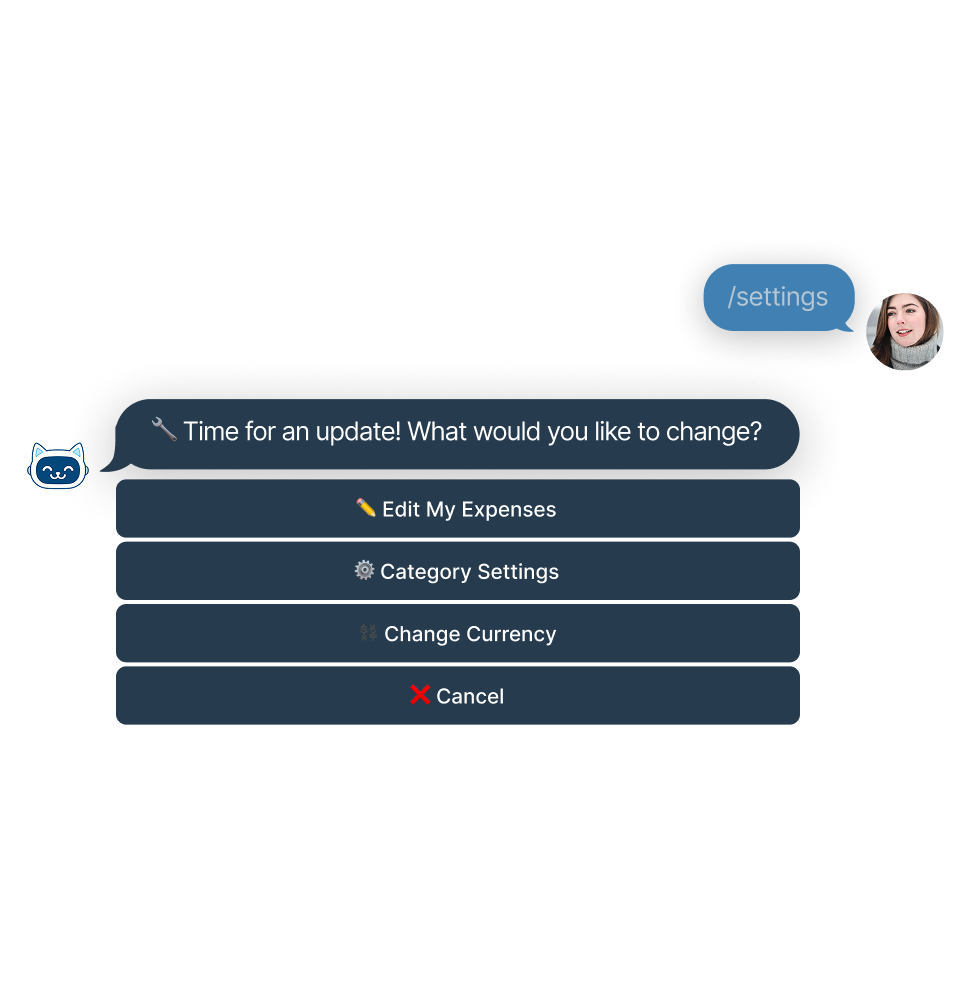 /settings
🔧 Time for an update! What would you like to change?
✏️ Edit My Expenses
⚙️ Category Settings
💱 Change Currency
❌ Cancel